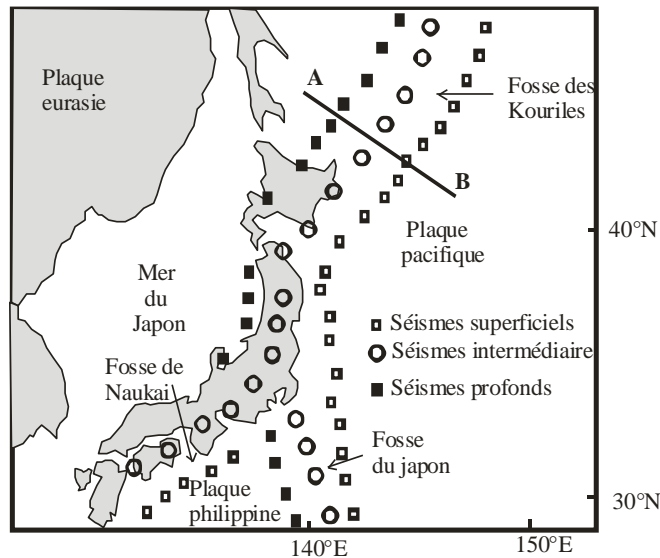 Plaque
eurasie
A
Fosse des
Kouriles
B
40°N
Plaque
pacifique
Mer
du
Japon
Séismes superficiels
Séismes intermédiaire
Séismes profonds
Fosse de
Naukai
Fosse
du japon
Plaque
philippine
30°N
140°E
150°E